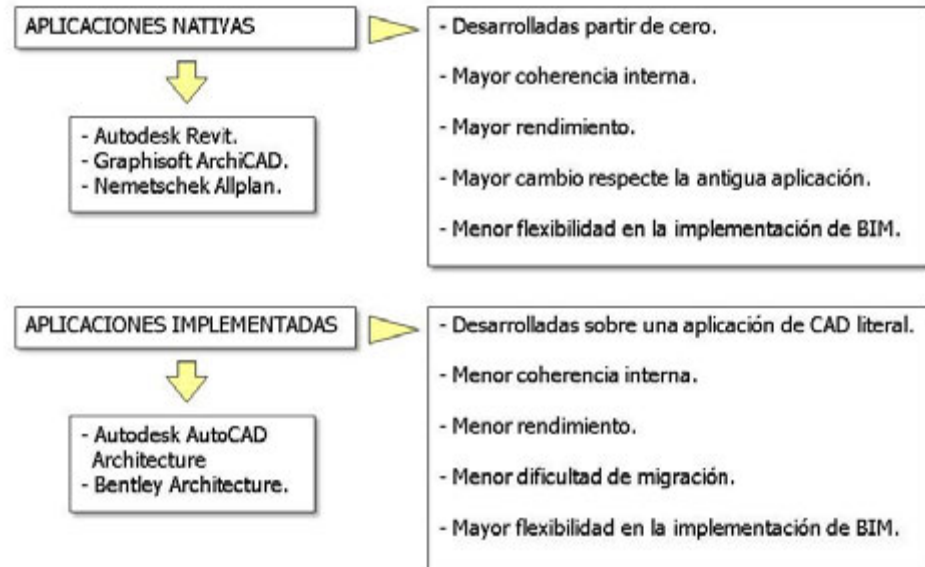 APLICACIONES NATIVAS
- Desarrolladas partir de cero.
- Mayor coherencia interna.
- Mayor rendimiento.
- Mayor cambio respecte la antigua aplicación.
- Menor flexibilidad en la implementación de BIM.
- Autodesk Revit.
- Graphisoft ArchiCAD.
- Nemetschek Allplan.
APLICACIONES IMPLEMENTADAS
- Desarrolladas sobre una aplicación de CAD literal.
- Menor coherencia interna.
- Menor rendimiento.
- Menor dificultad de migración.
- Mayor flexibilidad en la implementación de BIM.
- Autodesk AutoCAD
Architecture
- Bentley Architecture.